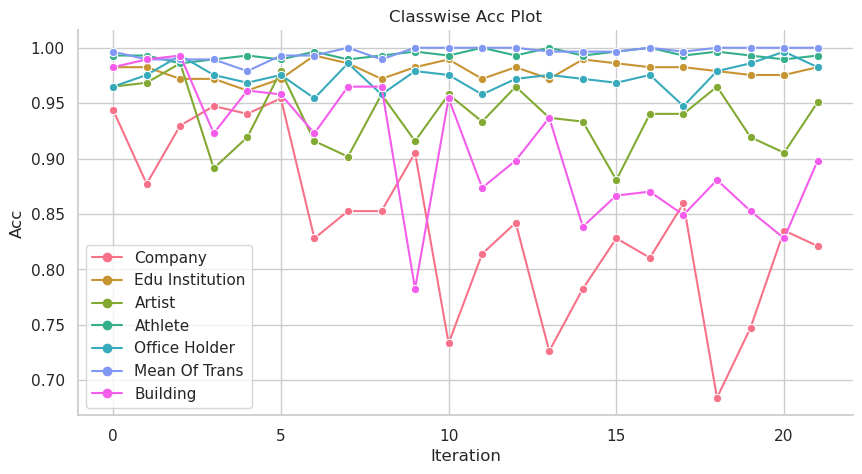 Classwise Acc Plot
1.00
0.95
0.90
0.85
0.80
0.75
0.70
Acc
Company
Edu Institution
Artist
Athlete
Office Holder
Mean Of Trans
Building
0 5 10 15 20
Iteration